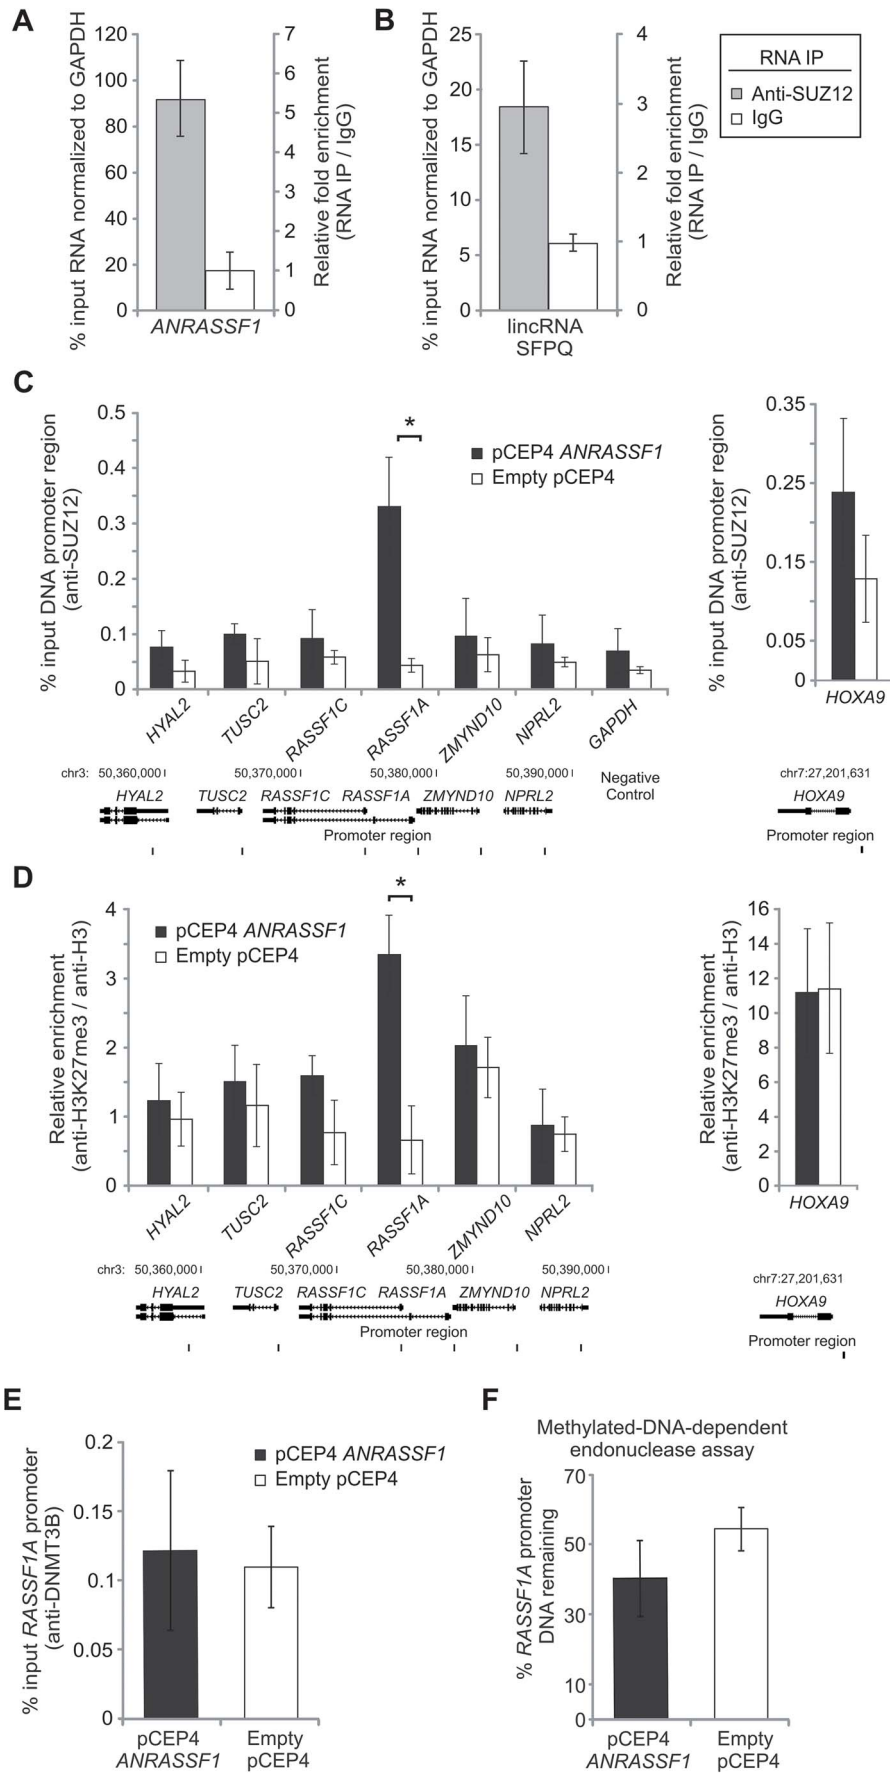 A
% input RNA normalized to GAPDH
120
100
80
60
40
20
0
7
6
5
4
3
2
1
0
Relative fold enrichment
(RNA IP / IgG)
ANRASSF1
B
% input RNA normalized to GAPDH
25
20
15
10
5
0
4
3
2
1
0
Relative fold enrichment
(RNA IP / IgG)
lincRNA
SFPQ
RNA IP
Anti-SUZ12
IgG
C
% input DNA promoter region
(anti-SUZ12)
0.5
0.4
0.3
0.2
0.1
0
*
pCEP4 ANRASSF1
Empty pCEP4
HYAL2
TUSC2
RASSF1C
RASSF1A
ZMYND10
NPRL2
GAPDH
Negative
Control
chr3: 50,360,000 50,370,000 50,380,000 50,390,000
HYAL2 TUSC2 RASSF1C RASSF1A ZMYND10 NPRL2
Promoter region
% input DNA promoter region
(anti-SUZ12)
0.35
0.25
0.15
0.05
0
HOXA9
chr7:27,201,631
HOXA9
Promoter region
D
Relative enrichment
(anti-H3K27me3 / anti-H3)
4
3
2
1
0
*
pCEP4 ANRASSF1
Empty pCEP4
HYAL2
TUSC2
RASSF1C
RASSF1A
ZMYND10
NPRL2
chr3: 50,360,000 50,370,000 50,380,000 50,390,000
HYAL2 TUSC2 RASSF1C RASSF1A ZMYND10 NPRL2
Promoter region
Relative enrichment
(anti-H3K27me3 / anti-H3)
16
14
12
10
8
6
4
2
0
HOXA9
chr7:27,201,631
HOXA9
Promoter region
E
% input RASSF1A promoter
(anti-DNMT3B)
0.2
0.15
0.1
0.05
0
pCEP4 ANRASSF1
Empty pCEP4
pCEP4
ANRASSF1
Empty
pCEP4
F
Methylated-DNA-dependent
endonuclease assay
% RASSF1A promoter
DNA remaining
70
50
30
10
0
pCEP4
ANRASSF1
Empty
pCEP4